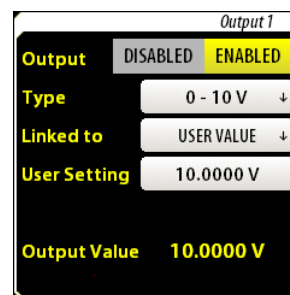 Output 1
Output DISABLED ENABLED
Type 0 - 10 V ↓
Linked to USER VALUE ↓
User Setting 10.0000 V
Output Value 10.0000 V